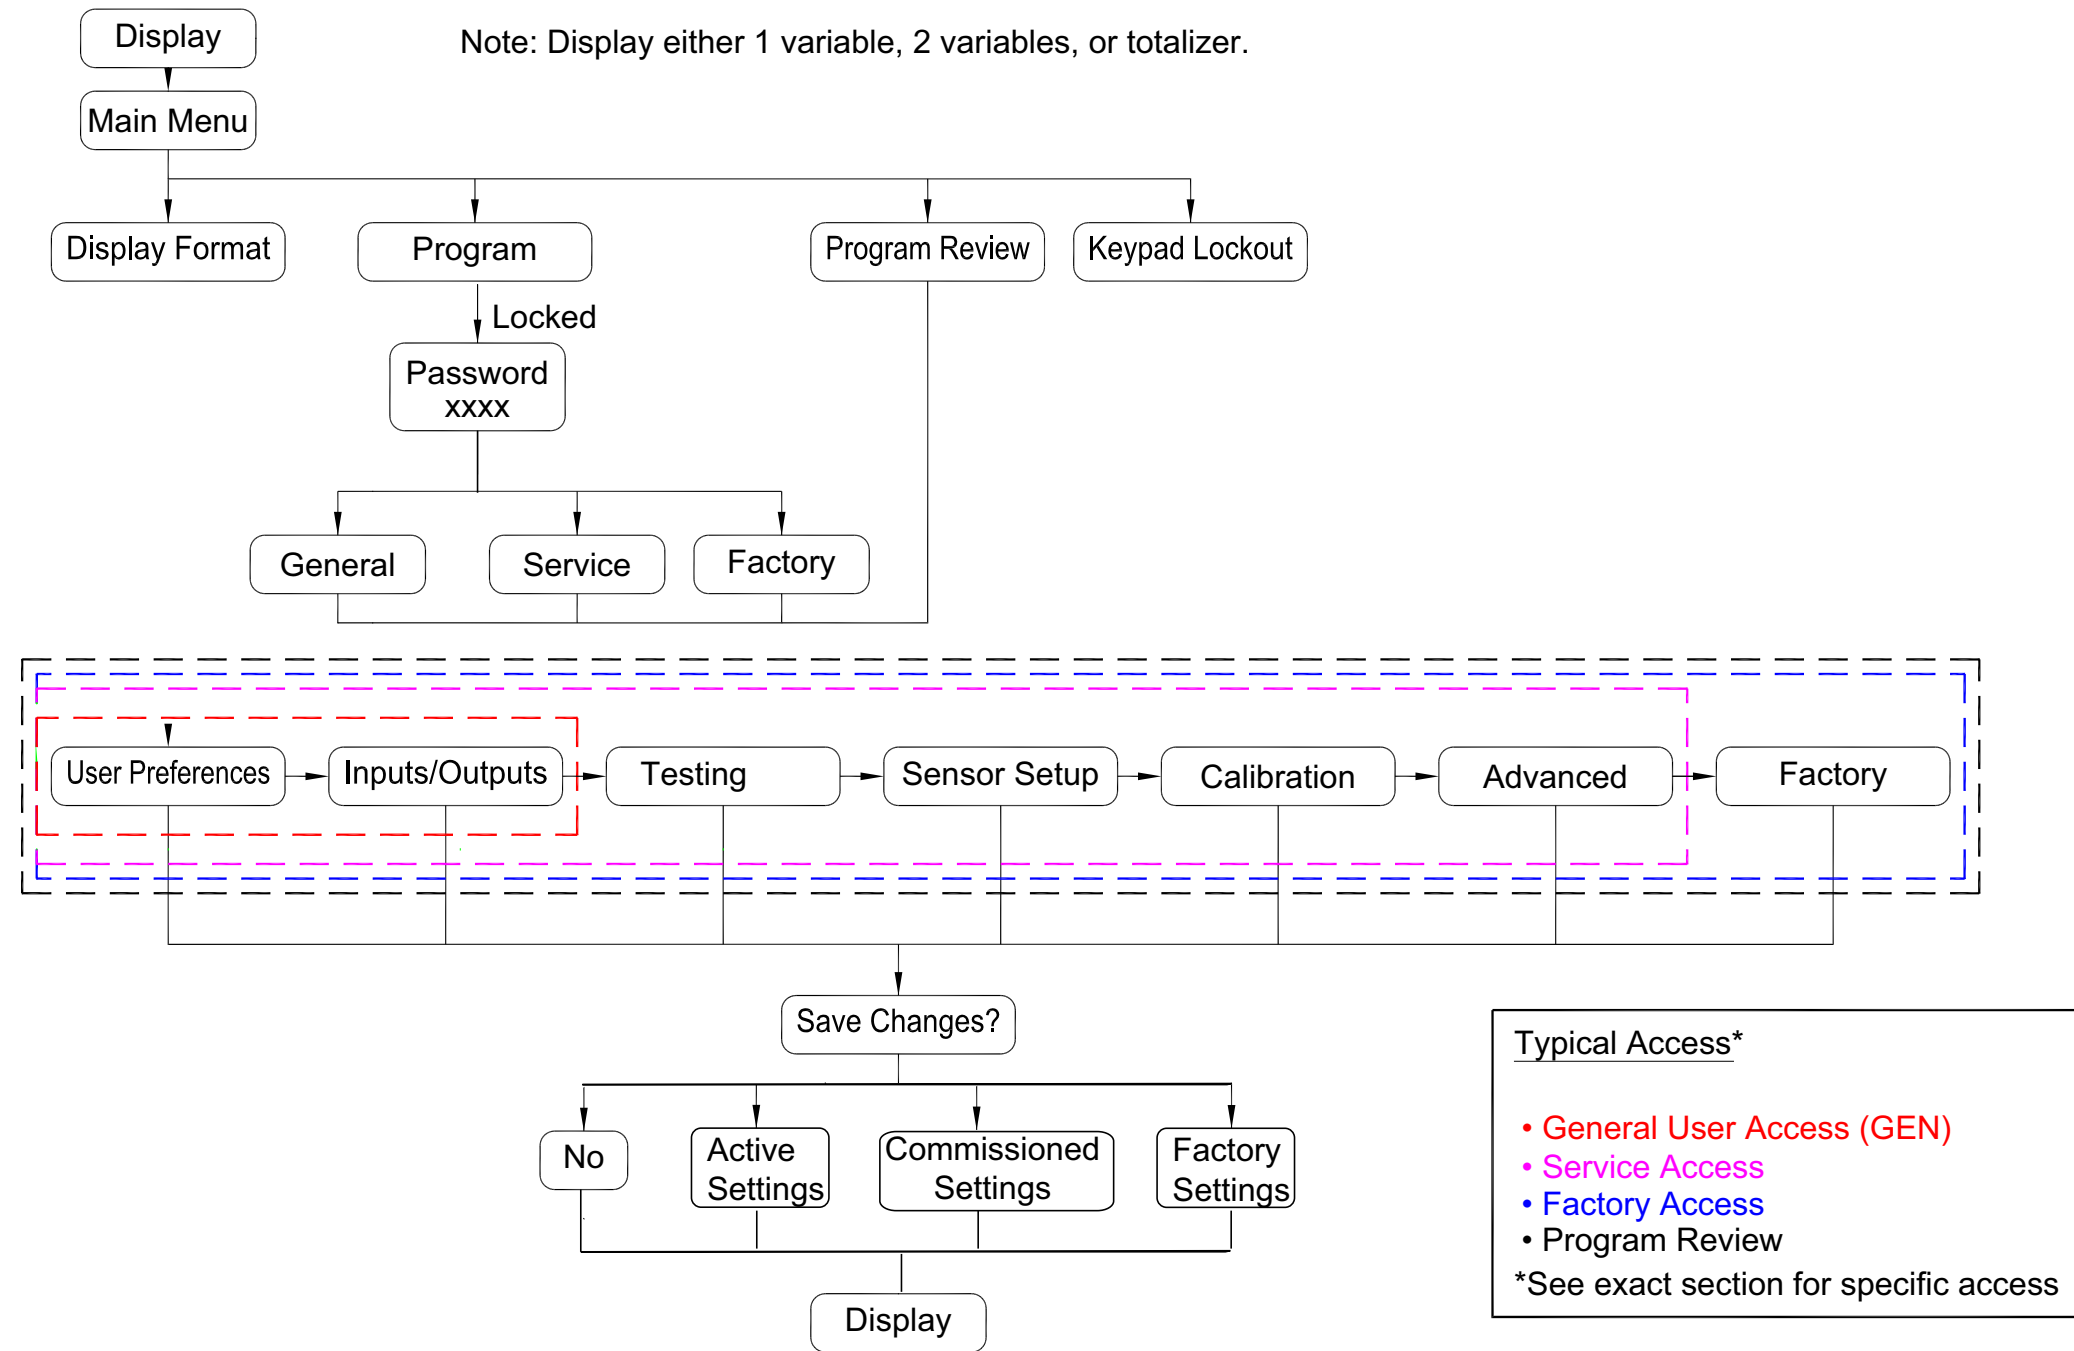 Display
Note: Display either 1 variable, 2 variables, or totalizer.
Main Menu
Display Format
Program
Program Review
Keypad Lockout
Locked
Password
xxxx
General
Service
Factory
User Preferences
Inputs/Outputs
Testing
Sensor Setup
Calibration
Advanced
Factory
Save Changes?
No
Active
Settings
Commissioned
Settings
Factory
Settings
Display
Typical Access*
• General User Access (GEN)
• Service Access
• Factory Access
• Program Review
*See exact section for specific access